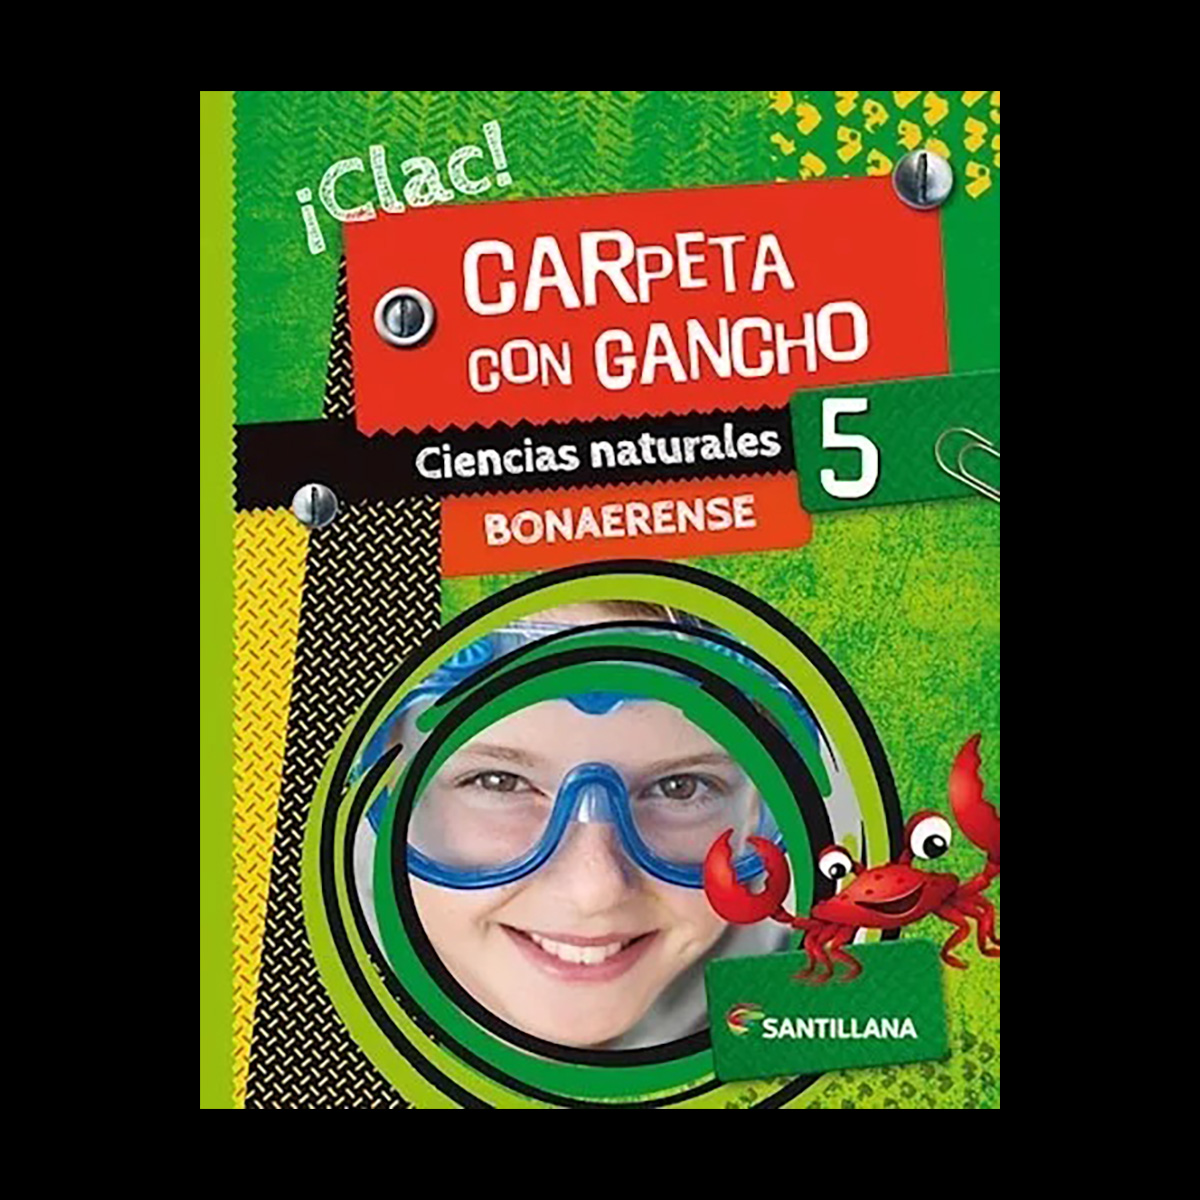 ¡Clac!
CARPETA
CON GANCHO
Ciencias naturales 5
BONAERENSE
SANTILLANA